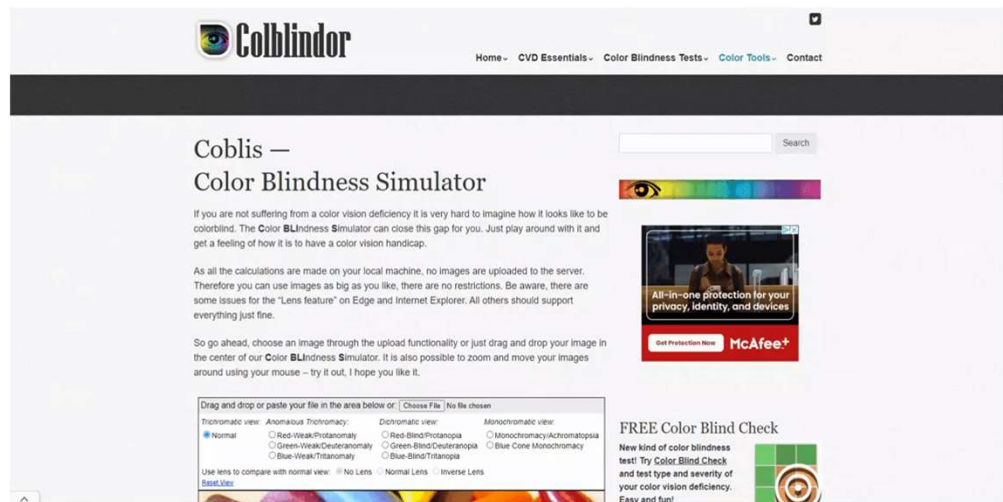 Colblindor
Home
CVD Essentials
Color Blindness Tests
Color Tools
Contact
Coblis —
Color Blindness Simulator
If you are not suffering from a color vision deficiency it is very hard to imagine how it looks like to be
colorblind. The Color BLIndness Simulator can close this gap for you. Just play around with it and
get a feeling of how it is to have a color vision handicap.
As all the calculations are made on your local machine, no images are uploaded to the server.
Therefore you can use images as big as you like, there are no restrictions. Be aware, there are
some issues for the “Lens feature” on Edge and Internet Explorer. All others should support
everything just fine.
So go ahead, choose an image through the upload functionality or just drag and drop your image in
the center of our Color BLIndness Simulator. It is also possible to zoom and move your images
around using your mouse – try it out, I hope you like it.
Drag and drop or paste your file in the area below or: Choose File No file chosen
Trichromatic view: Anomalous Trichromacy: Dichromatic view: Monochromatic view:
Normal Red-Weak/Protanomaly Red-Blind/Protanopia Monochromacy/Achromatopsia
Green-Weak/Deuteranomaly Green-Blind/Deuteranopia Blue Cone Monochromacy
Blue-Weak/Tritanomaly Blue-Blind/Tritanopia
Use lens to compare with normal view: No Lens Normal Lens Inverse Lens
Reset View
Search
All-in-one protection for your
privacy, identity, and devices
Get Protection Now McAfee+
FREE Color Blind Check
New kind of color blindness
test! Try Color Blind Check
and test type and severity of
your color vision deficiency.
Easy and fun!